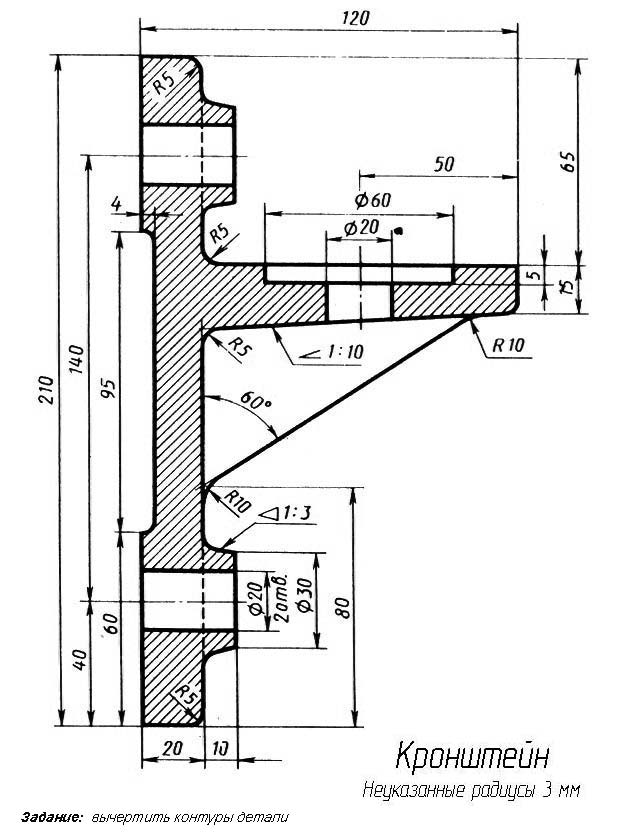 120
R5
50
65
Ø60
4
Ø20
R5
5
15
R5
1:10
R10
210
140
95
60°
R10
1:3
Ø20
2отв.
Ø30
80
60
40
R5
20
10
Кронштейн
Неуказанные радиусы 3 мм
Задание: вычертить контуры детали